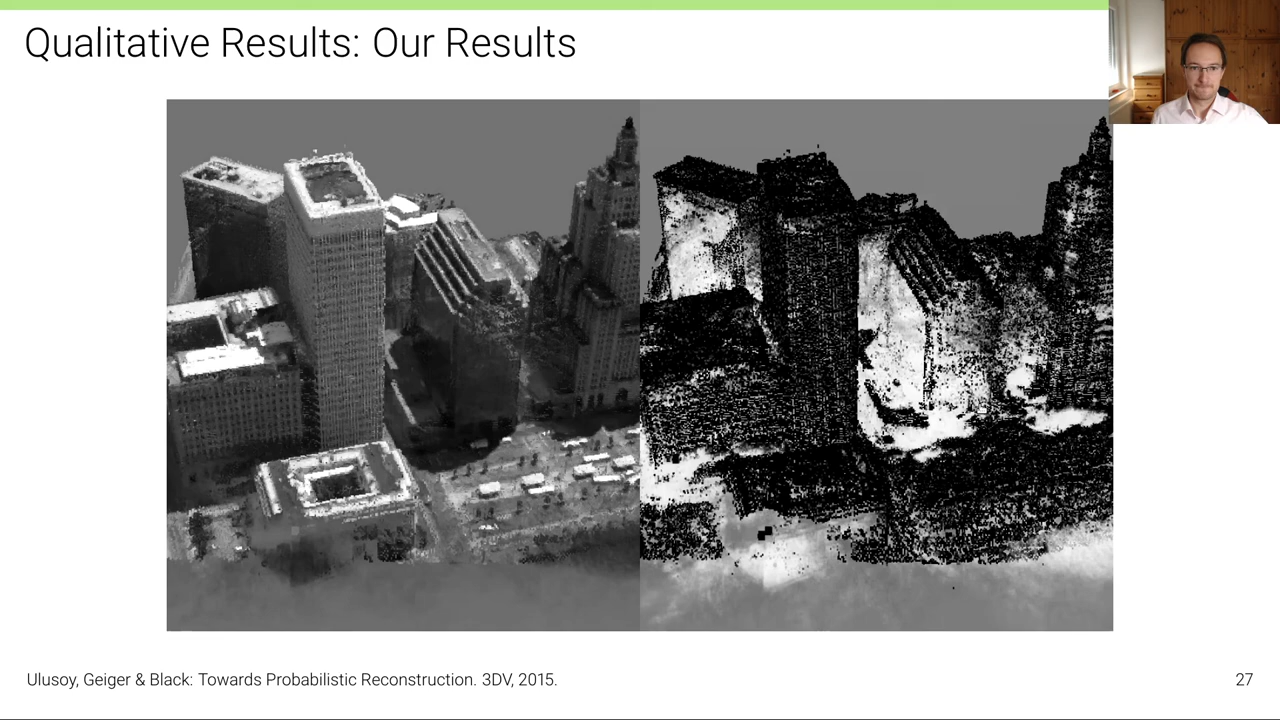 Qualitative Results: Our Results
Ulusoy, Geiger & Black: Towards Probabilistic Reconstruction. 3DV, 2015.
27